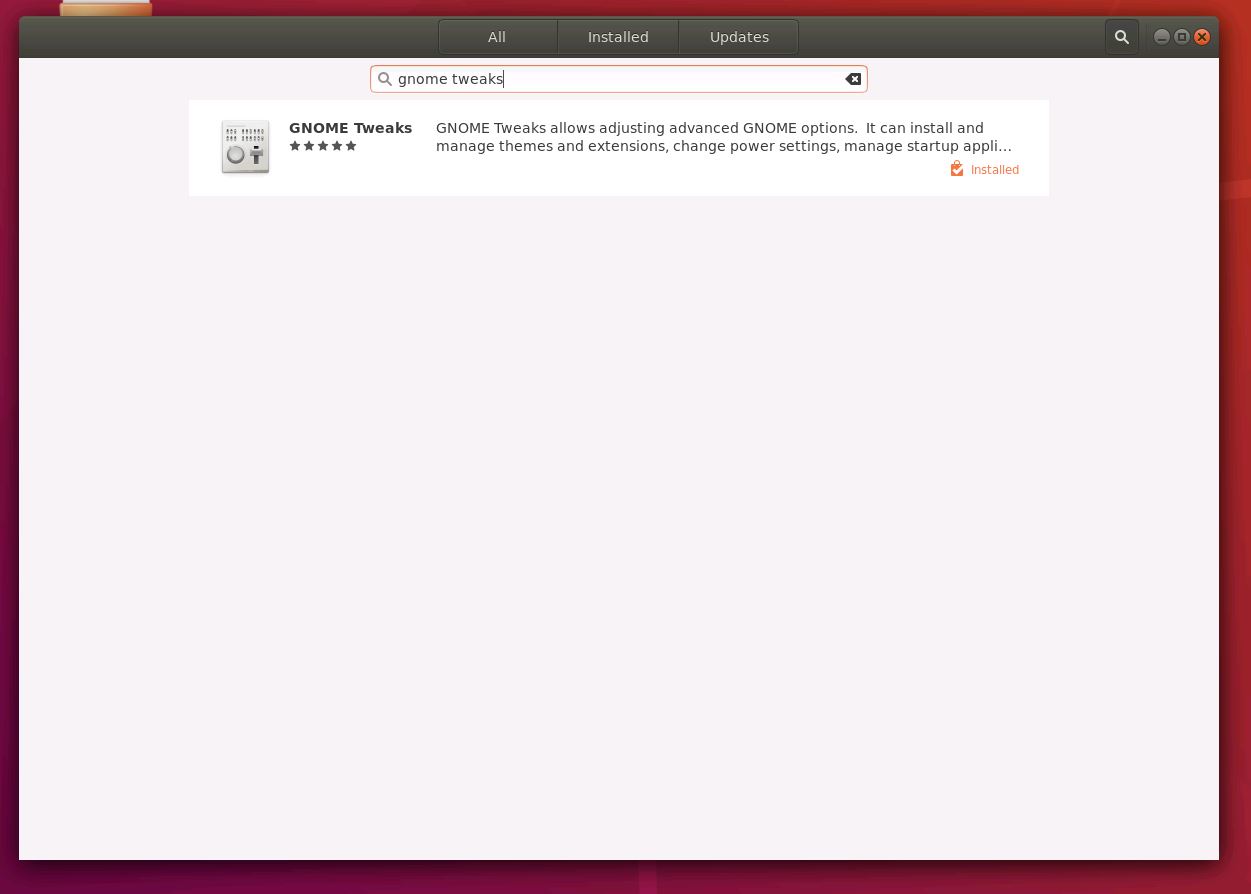 All Installed Updates
gnome tweaks
GNOME Tweaks
GNOME Tweaks allows adjusting advanced GNOME options.  It can install and
manage themes and extensions, change power settings, manage startup appli...
Installed